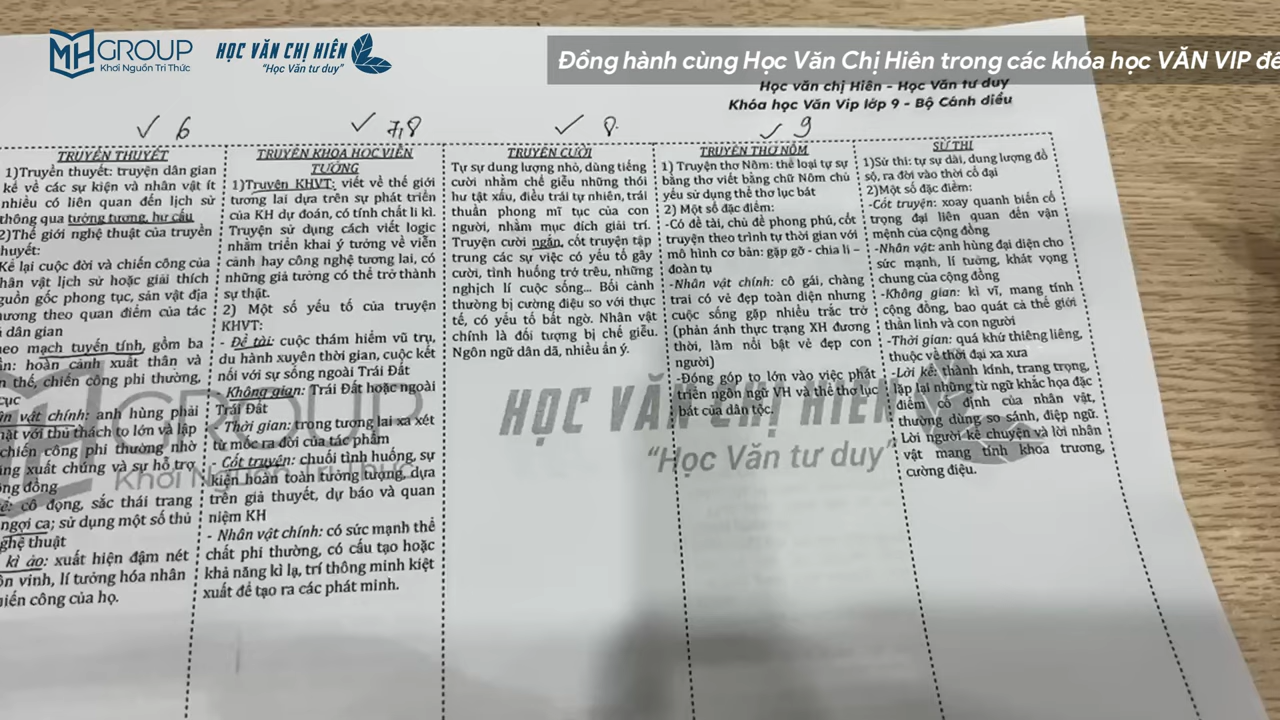 MH GROUP
Khơi Nguồn Tri Thức
HỌC VĂN CHỊ HIÊN
"Học Văn tư duy"
Đồng hành cùng Học Văn Chị Hiên trong các khóa học VĂN VIP để
Học văn chị Hiên - Học Văn tư duy
Khóa học Văn Vip lớp 9 - Bộ Cánh diều
✓ 6
TRUYỀN THUYẾT
1)Truyền thuyết: truyện dân gian
kể về các sự kiện và nhân vật ít
nhiều có liên quan đến lịch sử
thông qua tưởng tượng, hư cấu
2)Thế giới nghệ thuật của truyền
huyết:
Kể lại cuộc đời và chiến công của
hân vật lịch sử hoặc giải thích
guồn gốc phong tục, sản vật địa
ương theo quan điểm của tác
dân gian
eo mạch tuyến tính, gồm ba
n: hoàn cảnh xuất thân và
n thế, chiến công phi thường,
cục
ân vật chính: anh hùng phải
ặt với thử thách to lớn và lập
chiến công phi thường nhờ
ng xuất chúng và sự hỗ trợ
ng đồng
ể: cô đọng, sắc thái trang
ngợi ca; sử dụng một số thủ
ghệ thuật
kì ảo: xuất hiện đậm nét
ôn vinh, lí tưởng hóa nhân
hiến công của họ.
✓ 7,8
TRUYỆN KHOA HỌC VIỄN
TƯỞNG
1)Truyện KHVT: viết về thế giới
tương lai dựa trên sự phát triển
của KH dự đoán, có tính chất li kì.
Truyện sử dụng cách viết logic
nhằm triển khai ý tưởng về viễn
cảnh hay công nghệ tương lai, có
những giả tưởng có thể trở thành
sự thật.
2) Một số yếu tố của truyện
KHVT:
- Đề tài: cuộc thám hiểm vũ trụ,
du hành xuyên thời gian, cuộc kết
nối với sự sống ngoài Trái Đất
Không gian: Trái Đất hoặc ngoài
Trái Đất
Thời gian: trong tương lai xa xét
từ mốc ra đời của tác phẩm
Cốt truyện: chuỗi tình huống, sự
kiện hoàn toàn tưởng tượng, dựa
trên giả thuyết, dự báo và quan
niệm KH
- Nhân vật chính: có sức mạnh thể
chất phi thường, có cấu tạo hoặc
khả năng kì lạ, trí thông minh kiệt
xuất để tạo ra các phát minh.
✓ 8.
TRUYỆN CƯỜI
Tự sự dung lượng nhỏ, dùng tiếng
cười nhằm chế giễu những thói
hư tật xấu, điều trái tự nhiên, trái
thuần phong mĩ tục của con
người, nhằm mục đích giải trí.
Truyện cười ngắn, cốt truyện tập
trung các sự việc có yếu tố gây
cười, tình huống trớ trêu, những
nghịch lí cuộc sống... Bối cảnh
thường bị cường điệu so với thực
tế, có yếu tố bất ngờ. Nhân vật
chính là đối tượng bị chế giễu.
Ngôn ngữ dân dã, nhiều ẩn ý.
✓ 9
TRUYỆN THƠ NÔM
1) Truyện thơ Nôm: thể loại tự sự
bằng thơ viết bằng chữ Nôm chủ
yếu sử dụng thể thơ lục bát
2) Một số đặc điểm:
-Có đề tài, chủ đề phong phú, cốt
truyện theo trình tự thời gian với
mô hình cơ bản: gặp gỡ - chia li –
đoàn tụ
-Nhân vật chính: cô gái, chàng
trai có vẻ đẹp toàn diện nhưng
cuộc sống gặp nhiều trắc trở
(phản ánh thực trạng XH đương
thời, làm nổi bật vẻ đẹp con
người)
-Đóng góp to lớn vào việc phát
triển ngôn ngữ VH và thể thơ lục
bát của dân tộc.
SỬ THI
1)Sử thi: tự sự dài, dung lượng đồ
sộ, ra đời vào thời cổ đại
2)Một số đặc điểm:
-Cốt truyện: xoay quanh biến cố
trọng đại liên quan đến vận
mệnh của cộng đồng
-Nhân vật: anh hùng đại diện cho
sức mạnh, lí tưởng, khát vọng
chung của cộng đồng
-Không gian: kì vĩ, mang tính
cộng đồng, bao quát cả thế giới
thần linh và con người
-Thời gian: quá khứ thiêng liêng,
thuộc về thời đại xa xưa
-Lời kể: thành kính, trang trọng,
lặp lại những từ ngữ khắc họa đặc
điểm cố định của nhân vật,
thường dùng so sánh, điệp ngữ.
Lời người kể chuyện và lời nhân
vật mang tính khoa trương,
cường điệu.
MH GROUP
Khơi Nguồn Tri Thức
HỌC VĂN CHỊ HIÊN
"Học Văn tư duy"